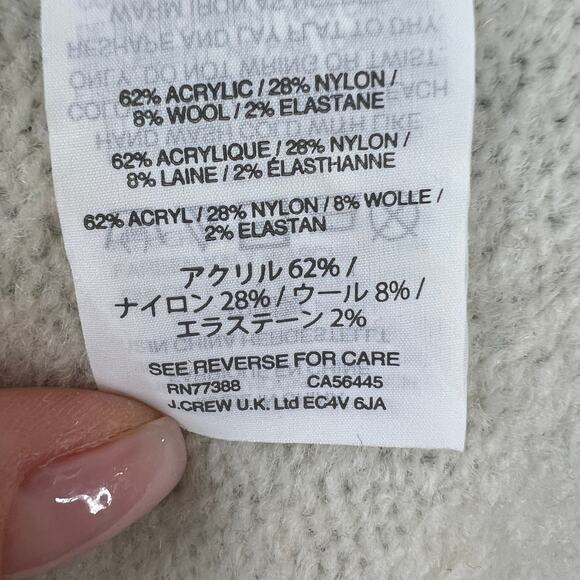 62% ACRYLIC / 28% NYLON /
8% WOOL / 2% ELASTANE
62% ACRYLIQUE / 28% NYLON /
8% LAINE / 2% ÉLASTHANNE
62% ACRYL / 28% NYLON / 8% WOLLE /
2% ELASTAN
アクリル 62% /
ナイロン 28% / ウール 8% /
エラステーン 2%
SEE REVERSE FOR CARE
RN77388 CA56445
J.CREW U.K. Ltd EC4V 6JA